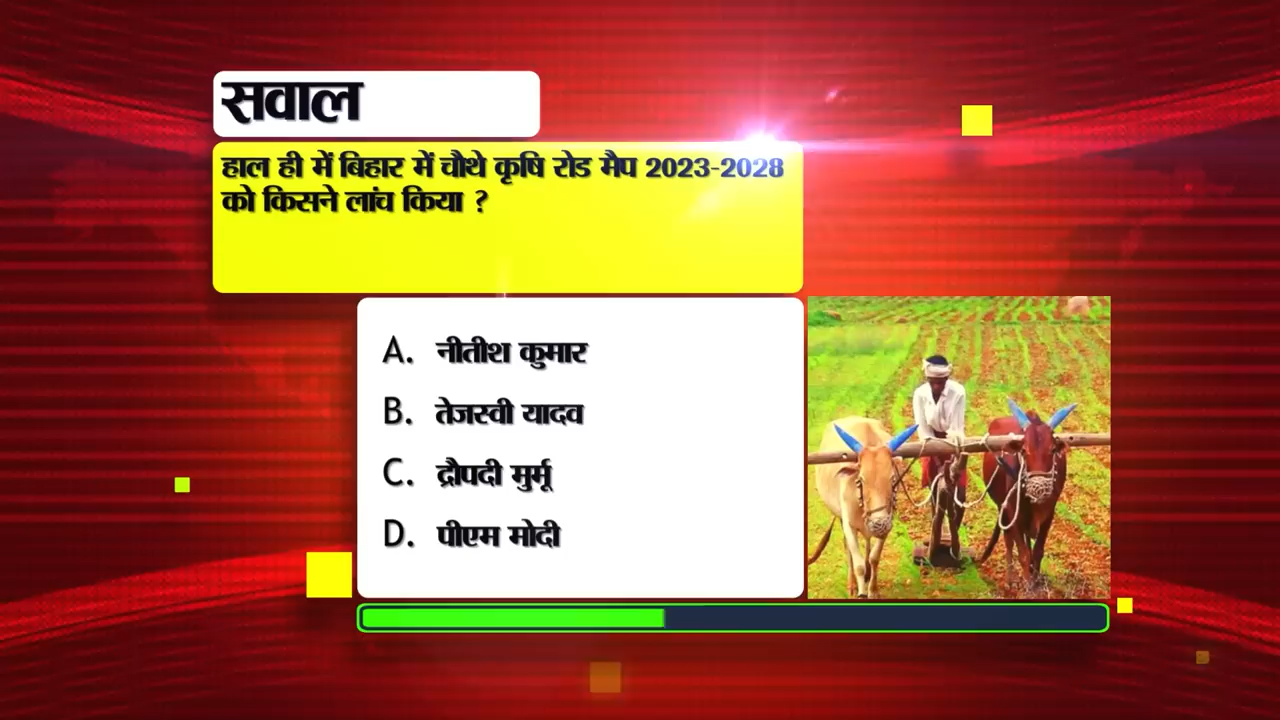 सवाल
हाल ही में बिहार में चौथे कृषि रोड मैप 2023-2028
को किसने लांच किया ?
A. नीतीश कुमार
B. तेजस्वी यादव
C. द्रौपदी मुर्मू
D. पीएम मोदी